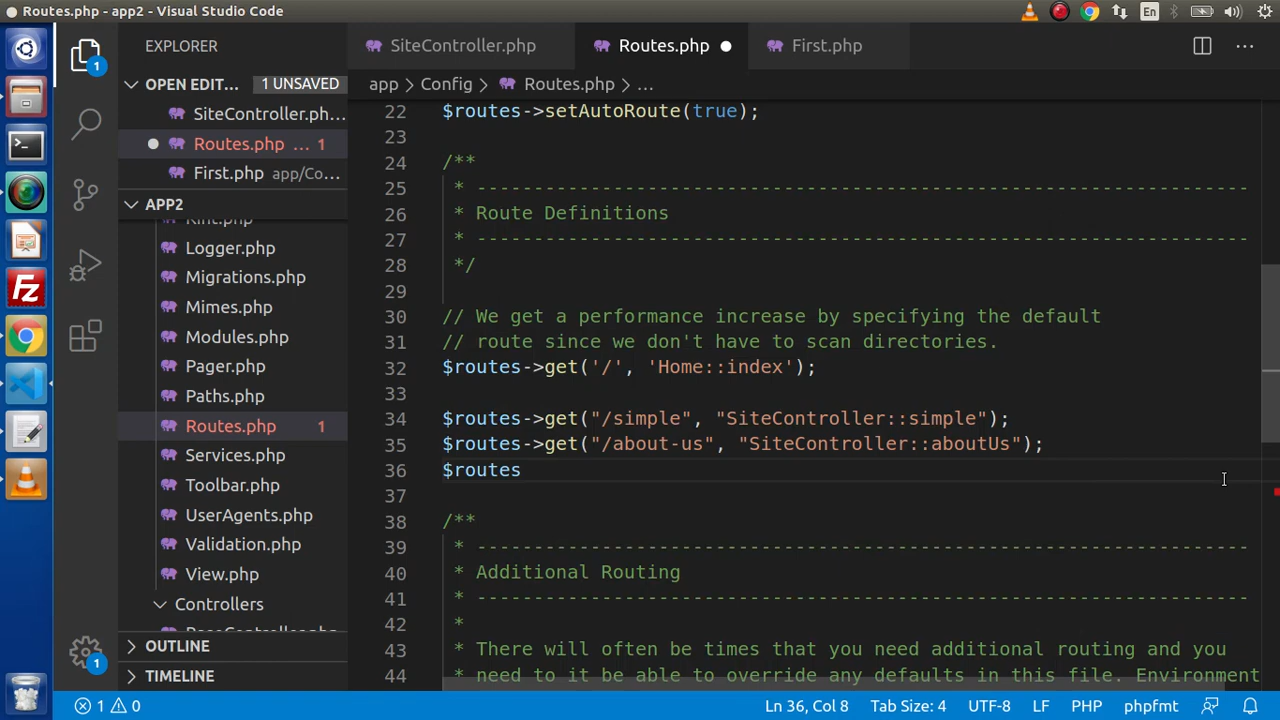 Routes.php - app2 - Visual Studio Code
En
EXPLORER
OPEN EDIT... 1 UNSAVED
SiteController.ph...
Routes.php ... 1
First.php app/Co...
APP2
Kint.php
Logger.php
Migrations.php
Mimes.php
Modules.php
Pager.php
Paths.php
Routes.php 1
Services.php
Toolbar.php
UserAgents.php
Validation.php
View.php
Controllers
BaseController.php
OUTLINE
TIMELINE
1
1
SiteController.php
Routes.php
First.php
app > Config > Routes.php > ...
22 $routes->setAutoRoute(true);
23
24 /**
25 * --------------------------------------------------------------------
26 * Route Definitions
27 * --------------------------------------------------------------------
28 */
29
30 // We get a performance increase by specifying the default
31 // route since we don't have to scan directories.
32 $routes->get('/', 'Home::index');
33
34 $routes->get("/simple", "SiteController::simple");
35 $routes->get("/about-us", "SiteController::aboutUs");
36 $routes
37
38 /**
39 * --------------------------------------------------------------------
40 * Additional Routing
41 * --------------------------------------------------------------------
42 *
43 * There will often be times that you need additional routing and you
44 * need to it be able to override any defaults in this file. Environment
1 0
Ln 36, Col 8 Tab Size: 4 UTF-8 LF PHP phpfmt